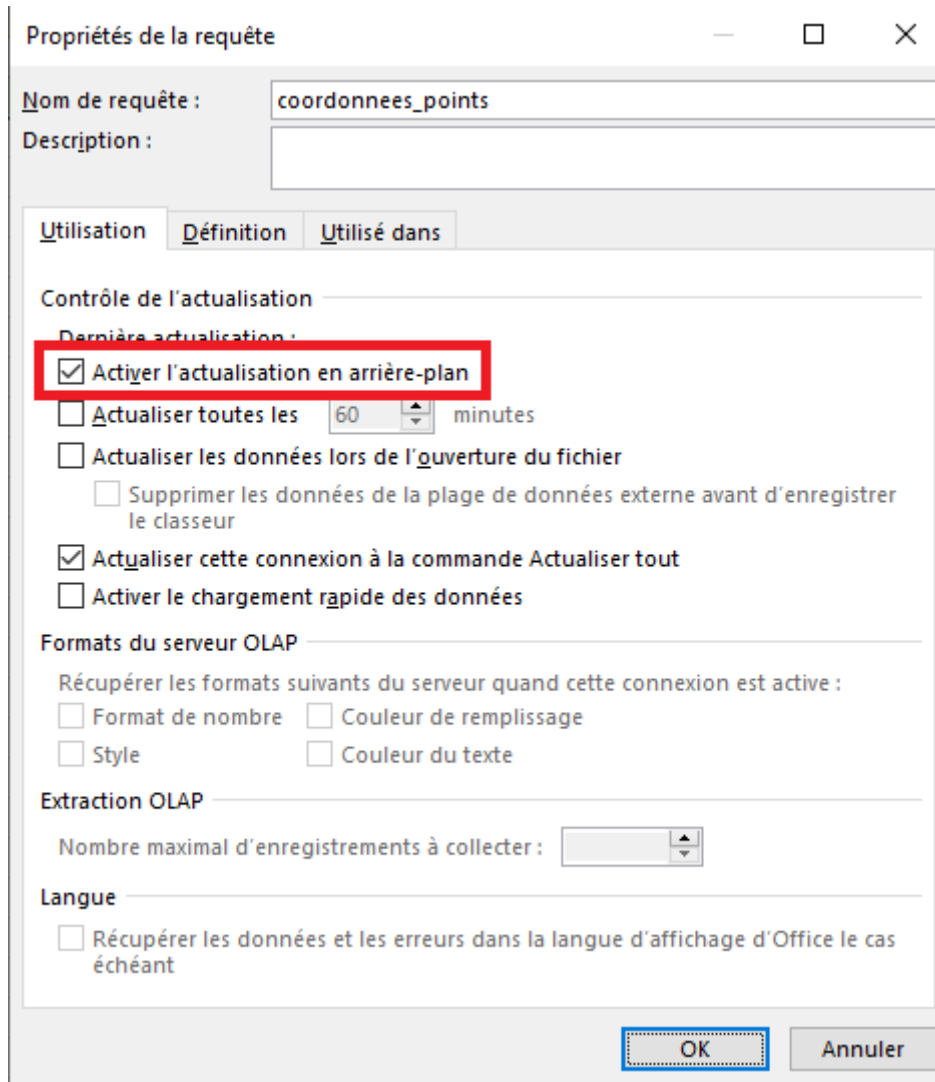 Propriétés de la requête
Nom de requête :
coordonnees_points
Description :
Utilisation
Définition
Utilisé dans
Contrôle de l'actualisation
Dernière actualisation :
Activer l'actualisation en arrière-plan
Actualiser toutes les 60 minutes
Actualiser les données lors de l'ouverture du fichier
Supprimer les données de la plage de données externe avant d'enregistrer
le classeur
Actualiser cette connexion à la commande Actualiser tout
Activer le chargement rapide des données
Formats du serveur OLAP
Récupérer les formats suivants du serveur quand cette connexion est active :
Format de nombre
Couleur de remplissage
Style
Couleur du texte
Extraction OLAP
Nombre maximal d'enregistrements à collecter :
Langue
Récupérer les données et les erreurs dans la langue d'affichage d'Office le cas
échéant
OK
Annuler